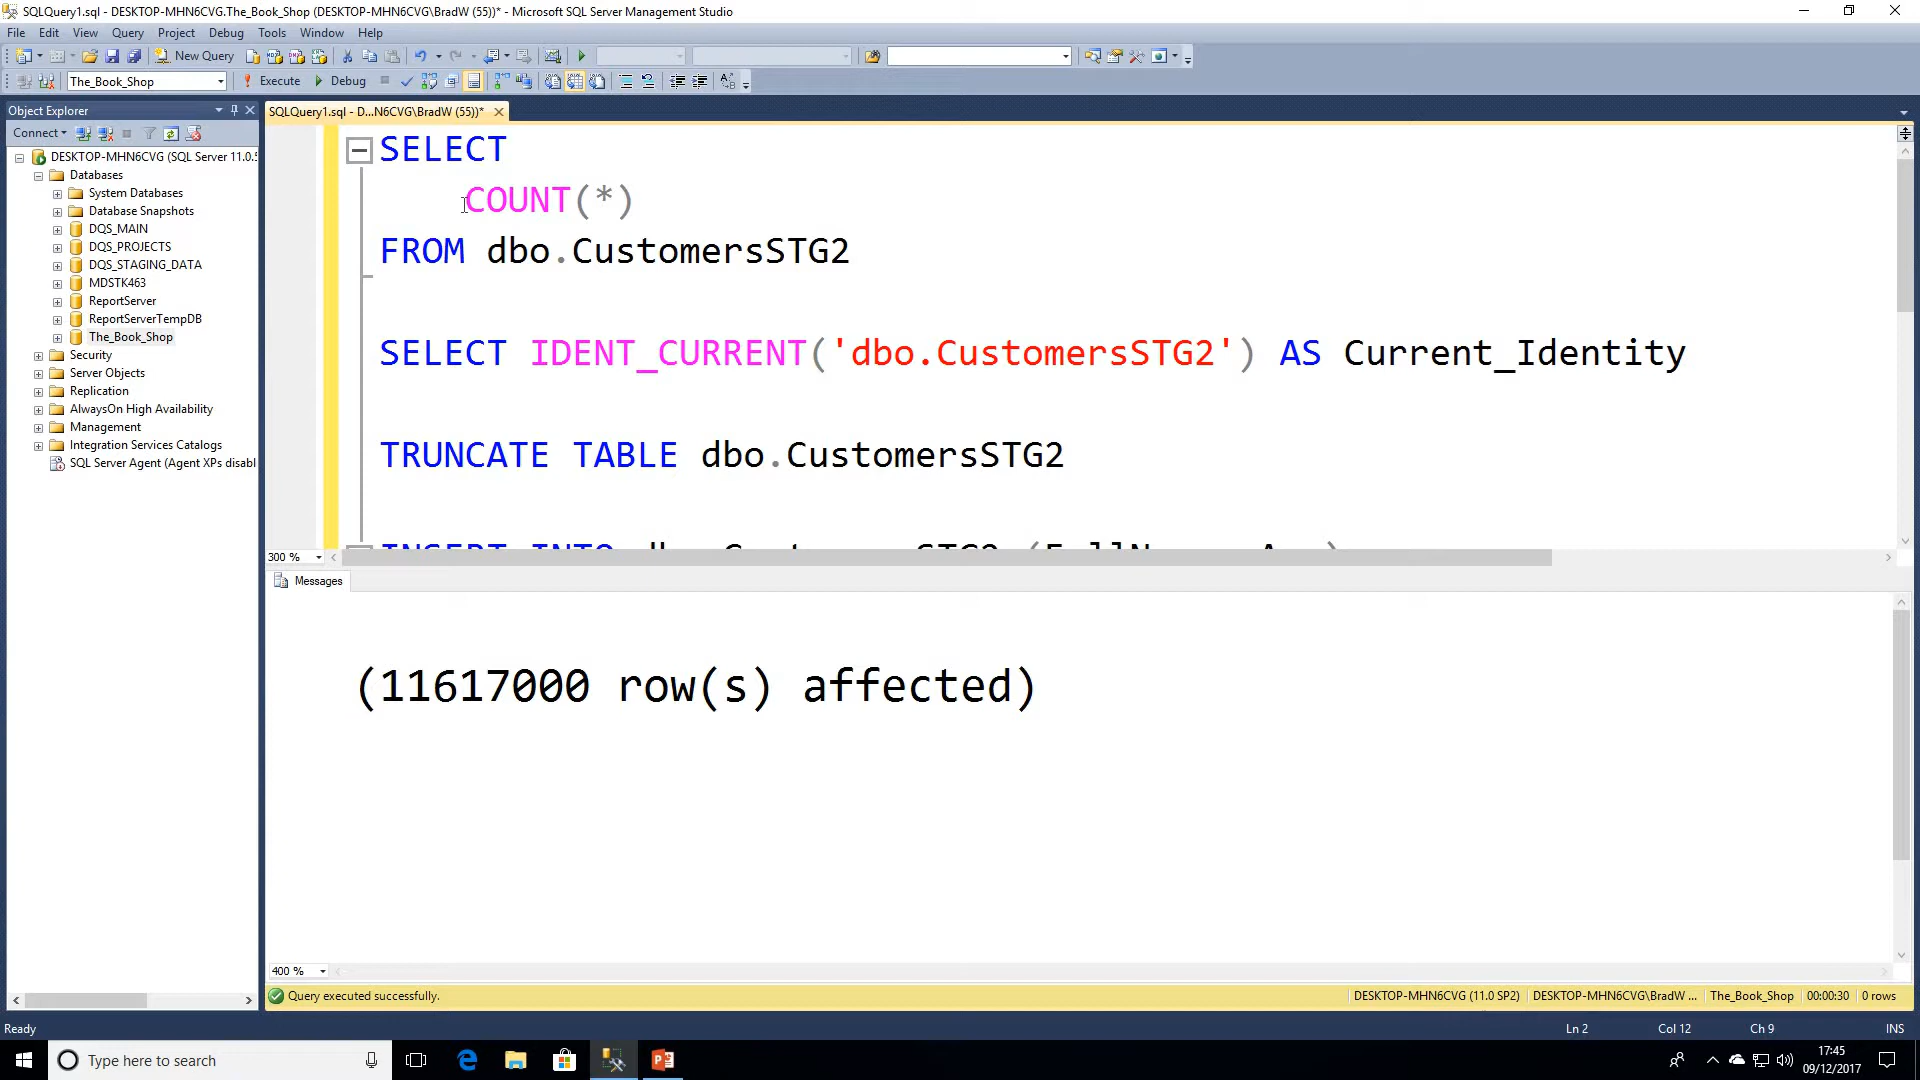 SQLQuery1.sql - DESKTOP-MHN6CVG.The_Book_Shop (DESKTOP-MHN6CVG\BradW (55))* - Microsoft SQL Server Management Studio
File Edit View Query Project Debug Tools Window Help
New Query
The_Book_Shop Execute Debug
Object Explorer
SQLQuery1.sql - D...N6CVG\BradW (55))*
Connect
DESKTOP-MHN6CVG (SQL Server 11.0.5
Databases
System Databases
Database Snapshots
DQS_MAIN
DQS_PROJECTS
DQS_STAGING_DATA
MDSTK463
ReportServer
ReportServerTempDB
The_Book_Shop
Security
Server Objects
Replication
AlwaysOn High Availability
Management
Integration Services Catalogs
SQL Server Agent (Agent XPs disabl
SELECT
COUNT(*)
FROM dbo.CustomersSTG2
SELECT IDENT_CURRENT('dbo.CustomersSTG2') AS Current_Identity
TRUNCATE TABLE dbo.CustomersSTG2
300 %
Messages
(11617000 row(s) affected)
400 %
Query executed successfully.
DESKTOP-MHN6CVG (11.0 SP2) DESKTOP-MHN6CVG\BradW ... The_Book_Shop 00:00:30 0 rows
Ready
Ln 2 Col 12 Ch 9 INS
Type here to search
17:45
09/12/2017